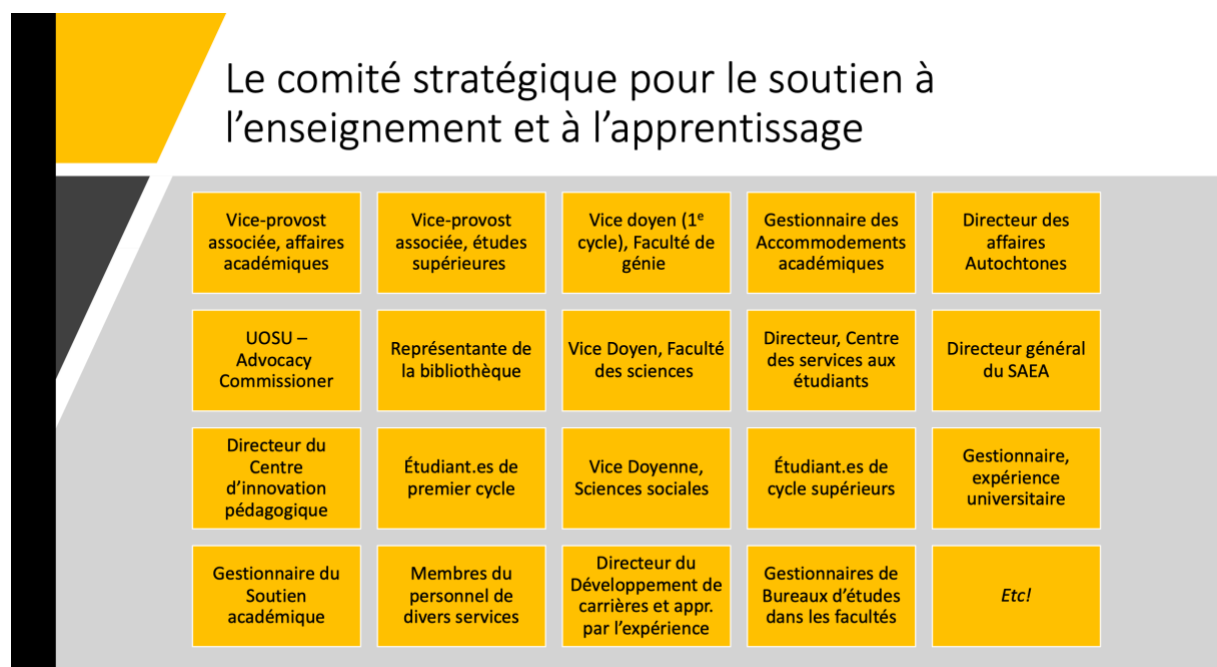 Le comité stratégique pour le soutien à
l’enseignement et à l’apprentissage
Vice-provost
associée, affaires
académiques
Vice-provost
associée, études
supérieures
Vice doyen (1e
cycle), Faculté de
génie
Gestionnaire des
Accommodements
académiques
Directeur des
affaires
Autochtones
UOSU –
Advocacy
Commissioner
Représentante de
la bibliothèque
Vice Doyen, Faculté
des sciences
Directeur, Centre
des services aux
étudiants
Directeur général
du SAEA
Directeur du
Centre
d’innovation
pédagogique
Étudiant.es de
premier cycle
Vice Doyenne,
Sciences sociales
Étudiant.es de
cycle supérieurs
Gestionnaire,
expérience
universitaire
Gestionnaire du
Soutien
académique
Membres du
personnel de
divers services
Directeur du
Développement de
carrières et appr.
par l’expérience
Gestionnaires de
Bureaux d’études
dans les facultés
Etc!